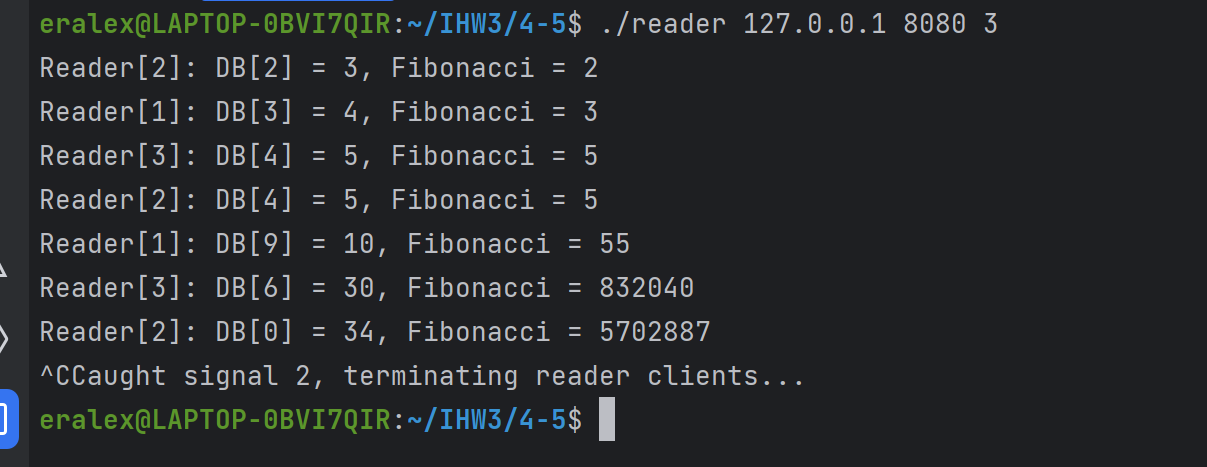 eralex@LAPTOP-0BVI7QIR:~/IHW3/4-5$ ./reader 127.0.0.1 8080 3
Reader[2]: DB[2] = 3, Fibonacci = 2
Reader[1]: DB[3] = 4, Fibonacci = 3
Reader[3]: DB[4] = 5, Fibonacci = 5
Reader[2]: DB[4] = 5, Fibonacci = 5
Reader[1]: DB[9] = 10, Fibonacci = 55
Reader[3]: DB[6] = 30, Fibonacci = 832040
Reader[2]: DB[0] = 34, Fibonacci = 5702887
^CCaught signal 2, terminating reader clients...
eralex@LAPTOP-0BVI7QIR:~/IHW3/4-5$